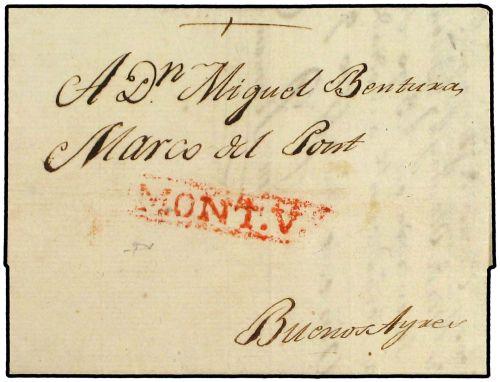 A Dn. Miguel Bentura
Marco del Pont
MONT.V.
Buenos Ayres